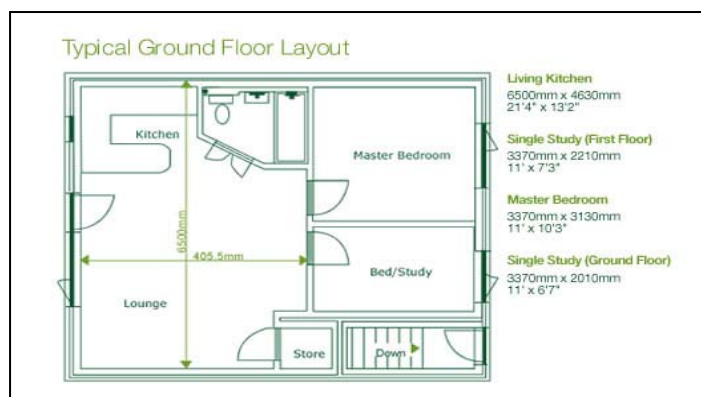 Typical Ground Floor Layout
Living Kitchen
6500mm x 4630mm
21'4" x 13'2"
Single Study (First Floor)
3370mm x 2210mm
11' x 7'3"
Master Bedroom
3370mm x 3130mm
11' x 10'3"
Single Study (Ground Floor)
3370mm x 2010mm
11' x 6'7"
Kitchen
Master Bedroom
6500mm
405.5mm
Bed/Study
Lounge
Store
Down